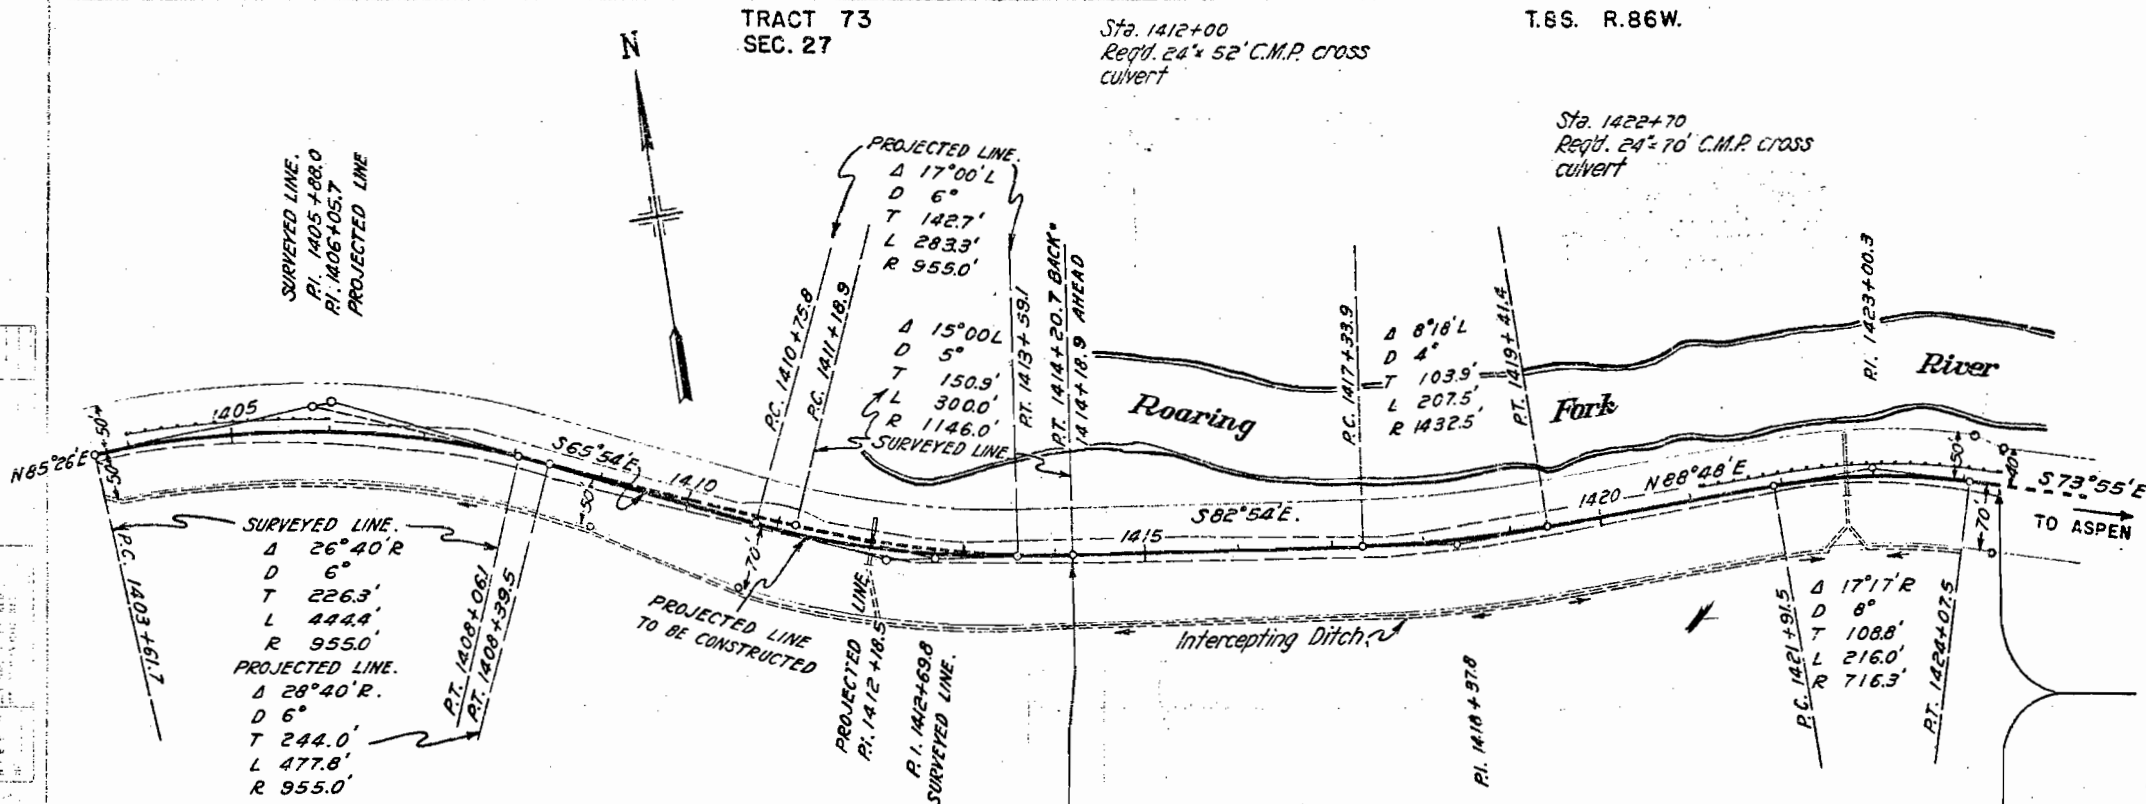 TRACT 73
SEC. 27
T.8S. R.86W.
Sta. 1412+00
Req'd. 24"x 52' C.M.P. cross
culvert
Sta. 1422+70
Req'd. 24"x 70' C.M.P. cross
culvert
N
SURVEYED LINE.
P.I. 1405+88.0
P.I. 1406+05.7
PROJECTED LINE
PROJECTED LINE.
Δ 17°00'L
D 6°
T 142.7'
L 283.3'
R 955.0'
Δ 15°00'L
D 5°
T 150.9'
L 300.0'
R 1146.0'
SURVEYED LINE
P.C. 1410+75.8
P.C. 1411+18.9
P.T. 1413+59.1
P.T. 1414+20.7 BACK=
1414+18.9 AHEAD
P.C. 1417+33.9
Δ 8°18'L
D 4°
T 103.9'
L 207.5'
R 1432.5'
P.T. 1419+41.4
P.I. 1423+00.3
Roaring
Fork
River
N85°26'E
50'
50'
1405
S65°54'E
50'
1410
70'
S82°54'E.
1415
1420
N88°48'E.
50'
40'
70'
S73°55'E
TO ASPEN
P.C. 1403+61.7
SURVEYED LINE.
Δ 26°40'R
D 6°
T 226.3'
L 444.4'
R 955.0'
PROJECTED LINE.
Δ 28°40'R.
D 6°
T 244.0'
L 477.8'
R 955.0'
P.T. 1408+06.1
P.T. 1408+39.5
PROJECTED LINE
TO BE CONSTRUCTED
PROJECTED LINE
P.I. 1412+18.5
P.I. 1412+69.8
SURVEYED LINE.
Intercepting Ditch
P.I. 1418+37.8
P.C. 1421+91.5
Δ 17°17'R
D 8°
T 108.8'
L 216.0'
R 716.3'
P.T. 1424+07.5